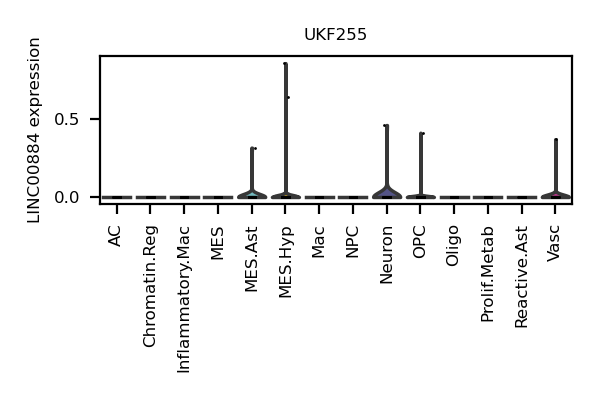 UKF255
LINC00884 expression
0.5
0.0
AC
Chromatin.Reg
Inflammatory.Mac
MES
MES.Ast
MES.Hyp
Mac
NPC
Neuron
OPC
Oligo
Prolif.Metab
Reactive.Ast
Vasc